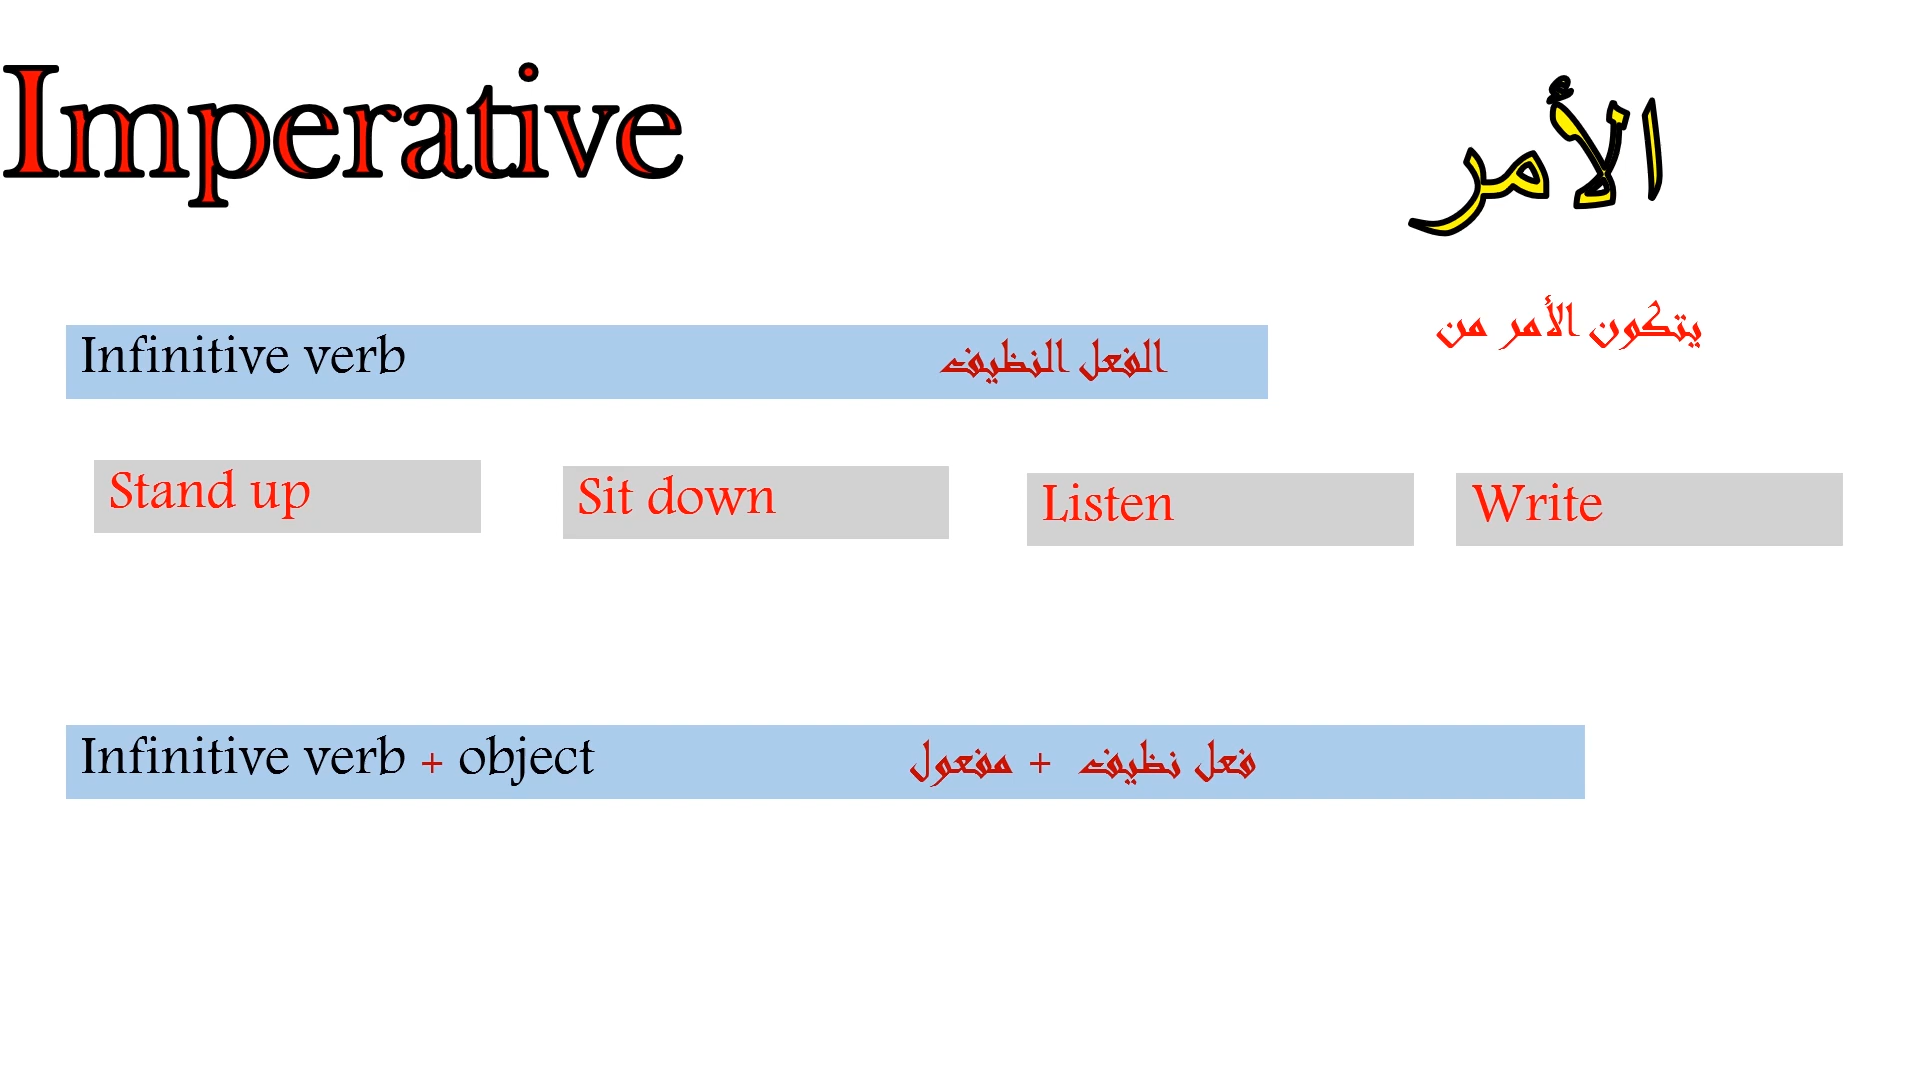 Imperative
الأمر
يتكون الأمر من
Infinitive verb الفعل النظيف
Stand up
Sit down
Listen
Write
Infinitive verb + object فعل نظيف + مفعول